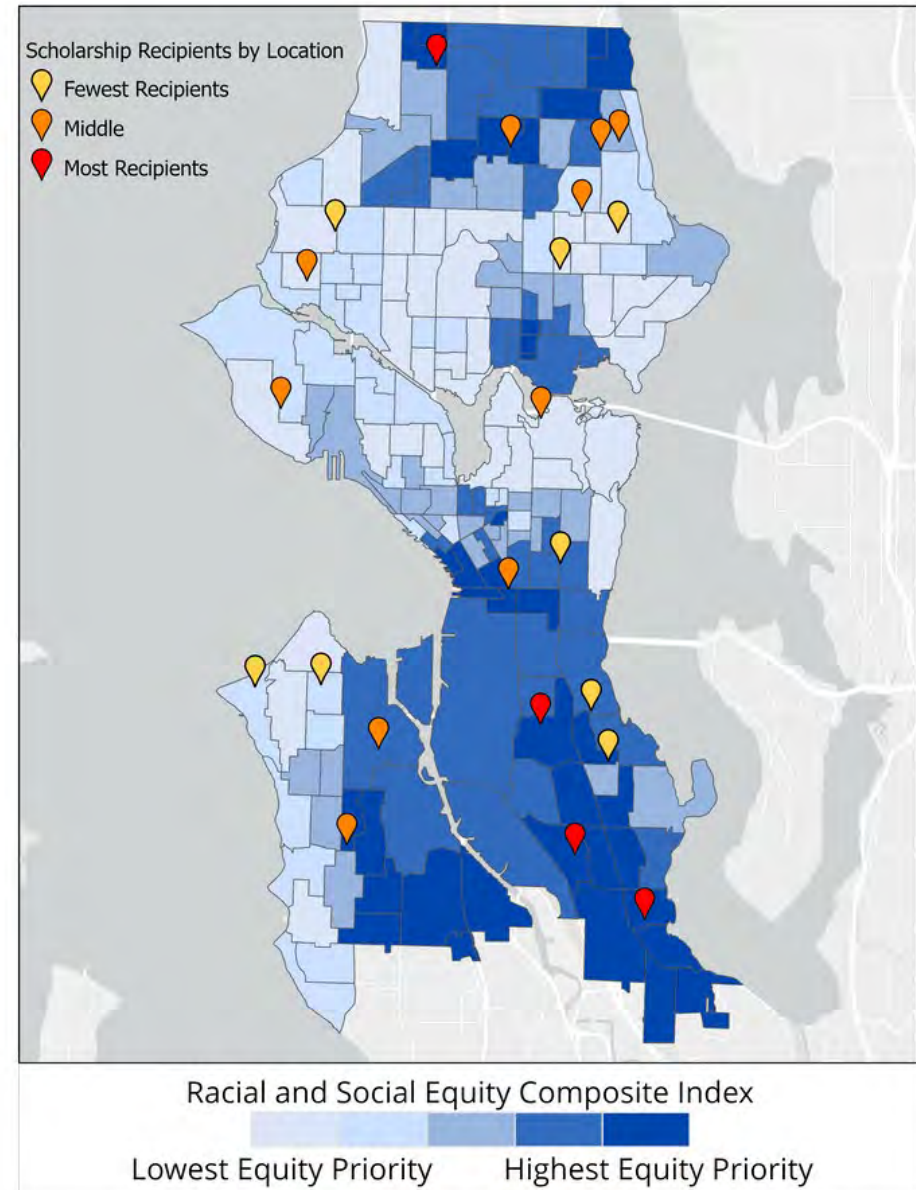 Scholarship Recipients by Location
Fewest Recipients
Middle
Most Recipients
Racial and Social Equity Composite Index
Lowest Equity Priority Highest Equity Priority